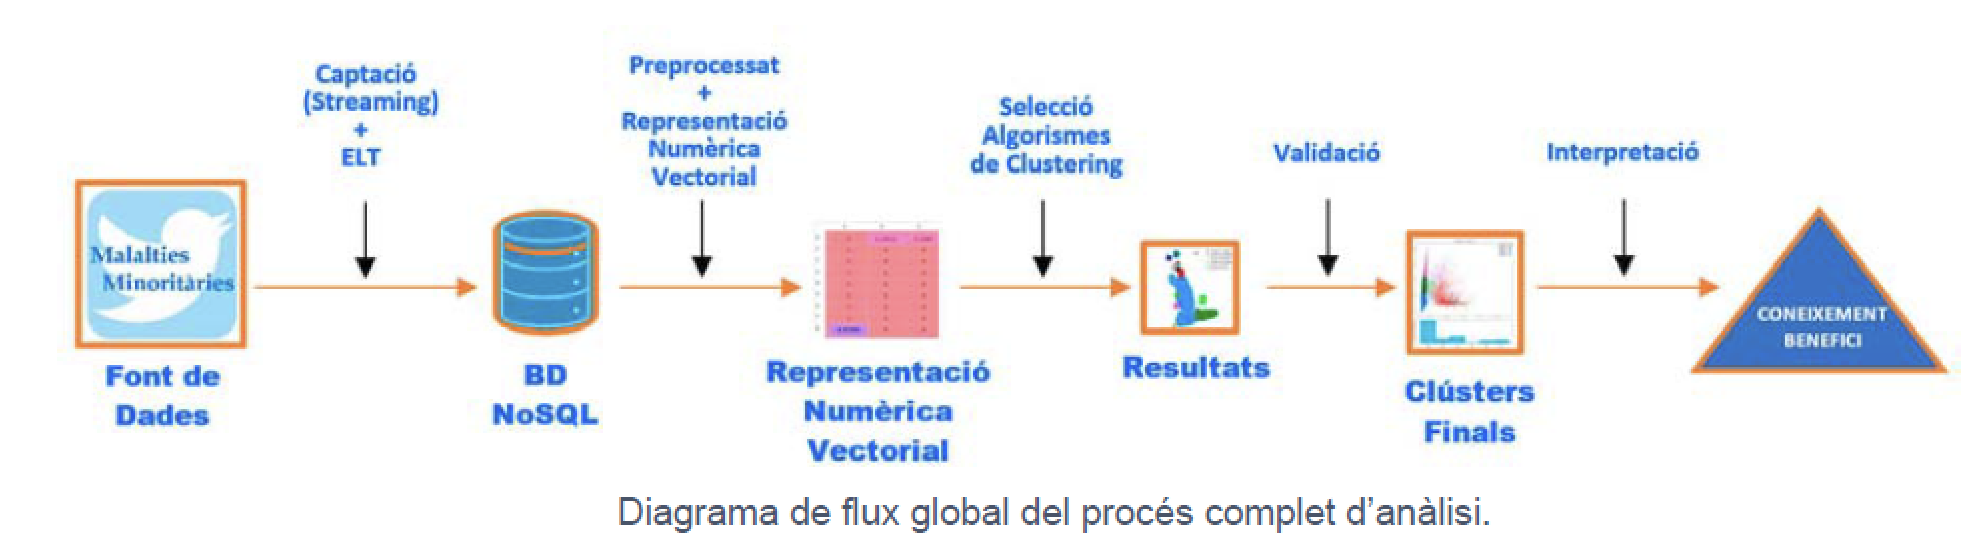 Captació
(Streaming)
+
ELT
Preprocessat
+
Representació
Numèrica
Vectorial
Selecció
Algorismes
de Clustering
Validació
Interpretació
Malalties
Minoritàries
CONEIXEMENT
BENEFICI
Font de
Dades
BD
NoSQL
Representació
Numèrica
Vectorial
Resultats
Clústers
Finals
Diagrama de flux global del procés complet d’anàlisi.